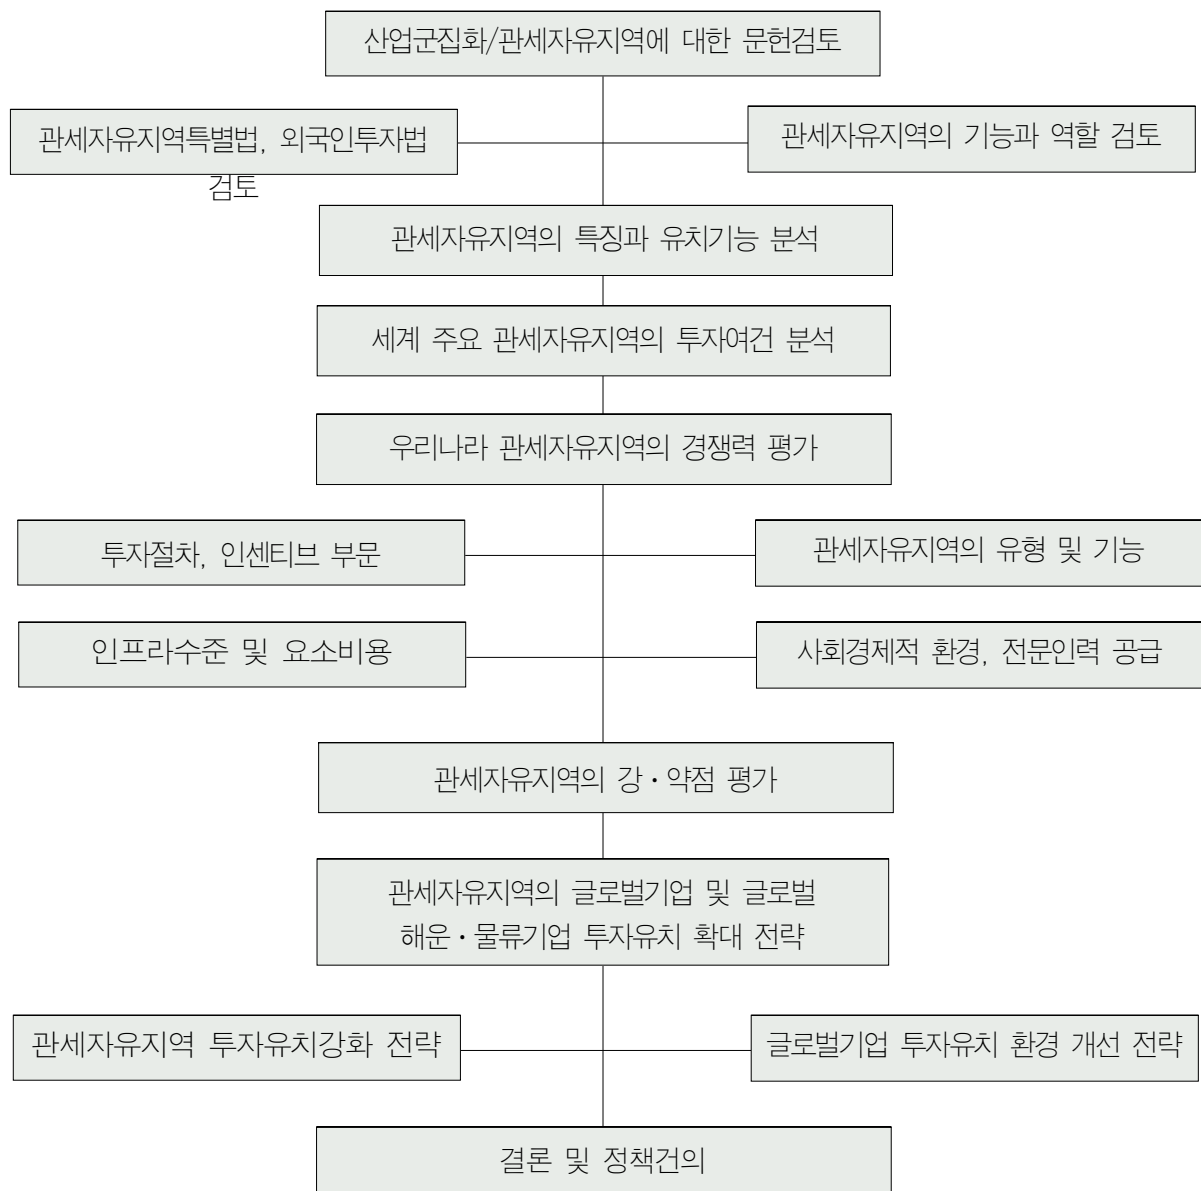 산업군집화/관세자유지역에 대한 문헌검토
관세자유지역특별법, 외국인투자법
검토
관세자유지역의 기능과 역할 검토
관세자유지역의 특징과 유치기능 분석
세계 주요 관세자유지역의 투자여건 분석
우리나라 관세자유지역의 경쟁력 평가
투자절차, 인센티브 부문
관세자유지역의 유형 및 기능
인프라수준 및 요소비용
사회경제적 환경, 전문인력 공급
관세자유지역의 강·약점 평가
관세자유지역의 글로벌기업 및 글로벌
해운·물류기업 투자유치 확대 전략
관세자유지역 투자유치강화 전략
글로벌기업 투자유치 환경 개선 전략
결론 및 정책건의